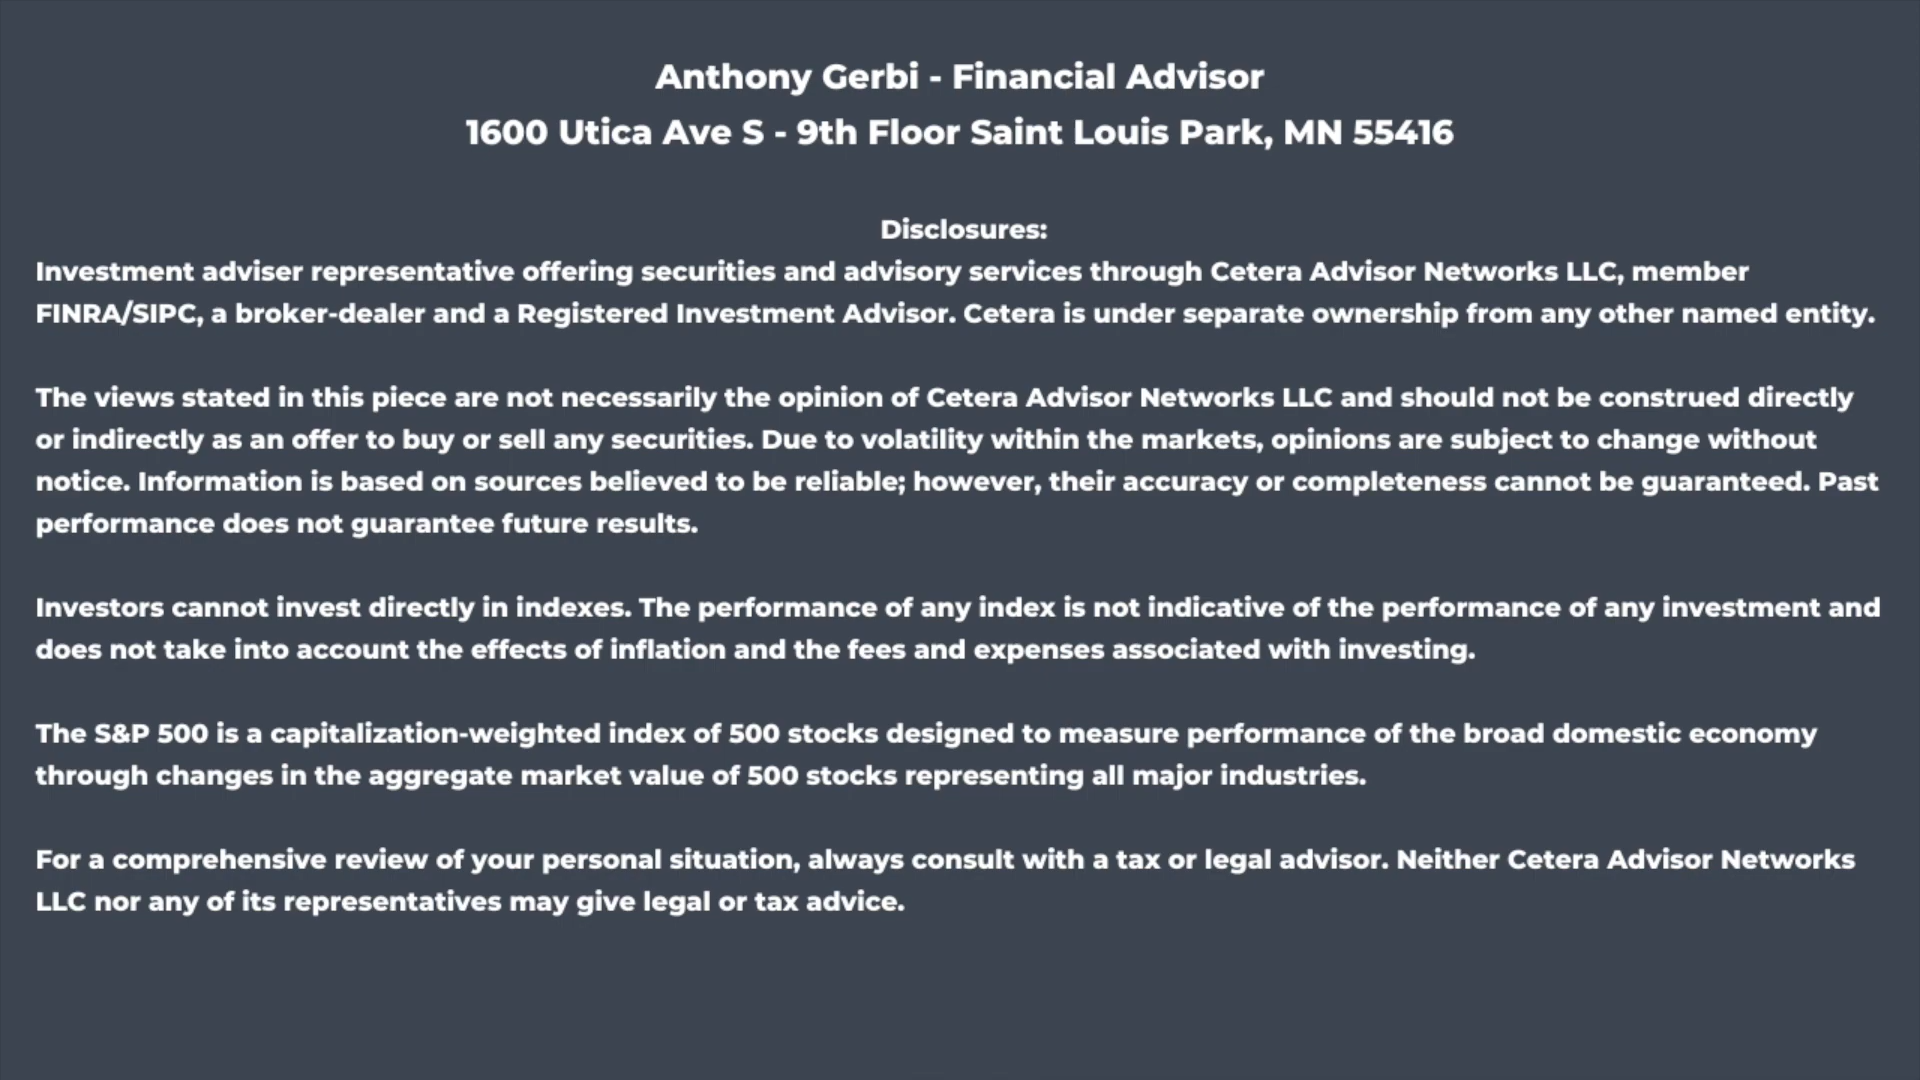 Anthony Gerbi - Financial Advisor
1600 Utica Ave S - 9th Floor Saint Louis Park, MN 55416
Disclosures:
Investment adviser representative offering securities and advisory services through Cetera Advisor Networks LLC, member
FINRA/SIPC, a broker-dealer and a Registered Investment Advisor. Cetera is under separate ownership from any other named entity.
The views stated in this piece are not necessarily the opinion of Cetera Advisor Networks LLC and should not be construed directly
or indirectly as an offer to buy or sell any securities. Due to volatility within the markets, opinions are subject to change without
notice. Information is based on sources believed to be reliable; however, their accuracy or completeness cannot be guaranteed. Past
performance does not guarantee future results.
Investors cannot invest directly in indexes. The performance of any index is not indicative of the performance of any investment and
does not take into account the effects of inflation and the fees and expenses associated with investing.
The S&P 500 is a capitalization-weighted index of 500 stocks designed to measure performance of the broad domestic economy
through changes in the aggregate market value of 500 stocks representing all major industries.
For a comprehensive review of your personal situation, always consult with a tax or legal advisor. Neither Cetera Advisor Networks
LLC nor any of its representatives may give legal or tax advice.